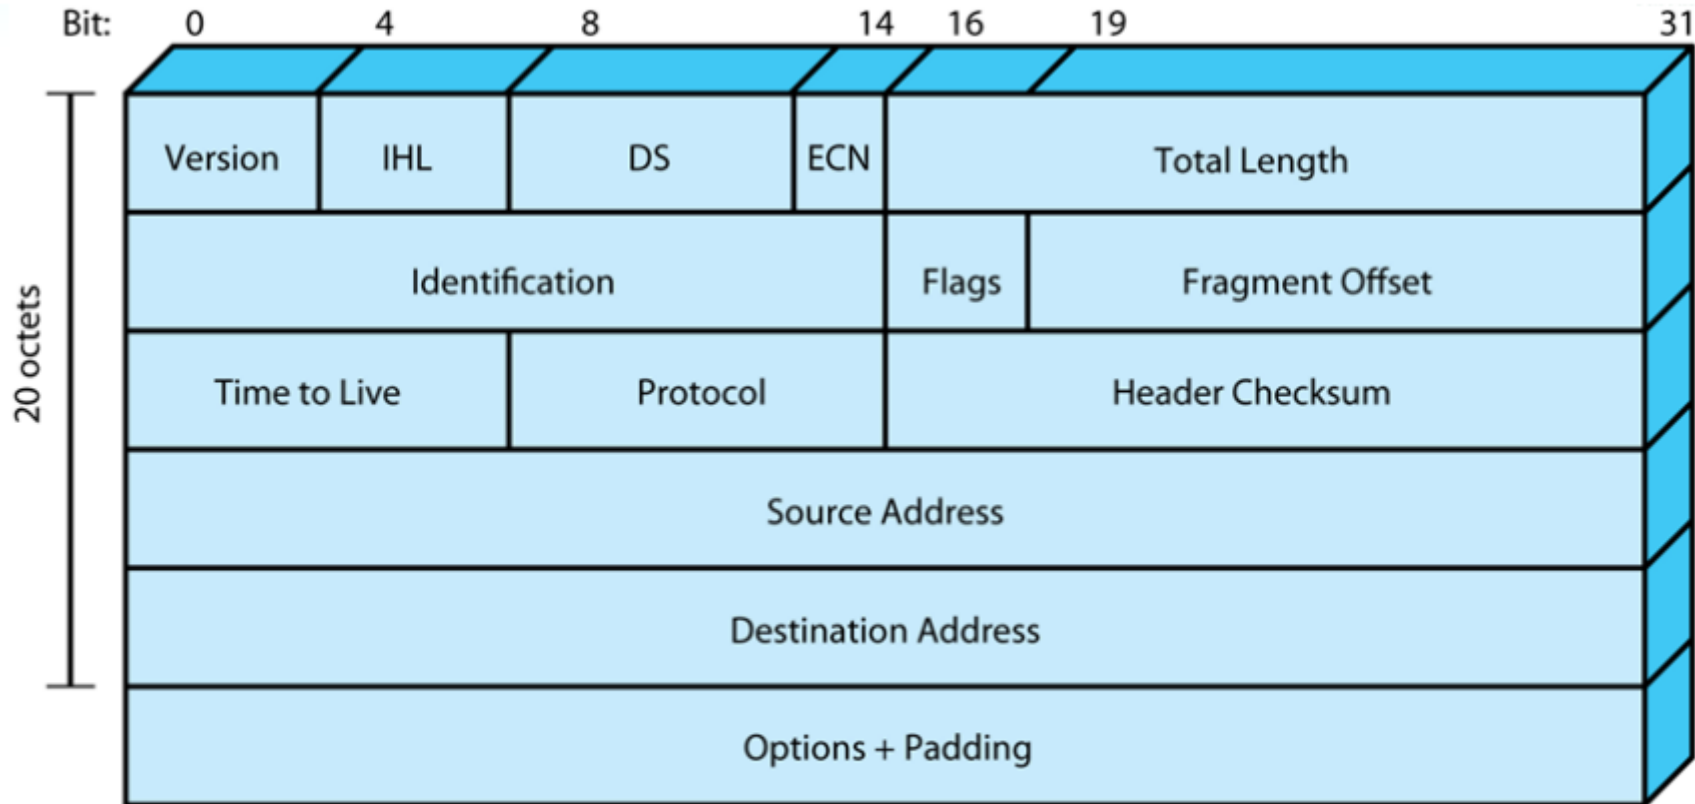 Bit: 0 4 8 14 16 19 31
Version IHL DS ECN Total Length
Identification Flags Fragment Offset
20 octets
Time to Live Protocol Header Checksum
Source Address
Destination Address
Options + Padding